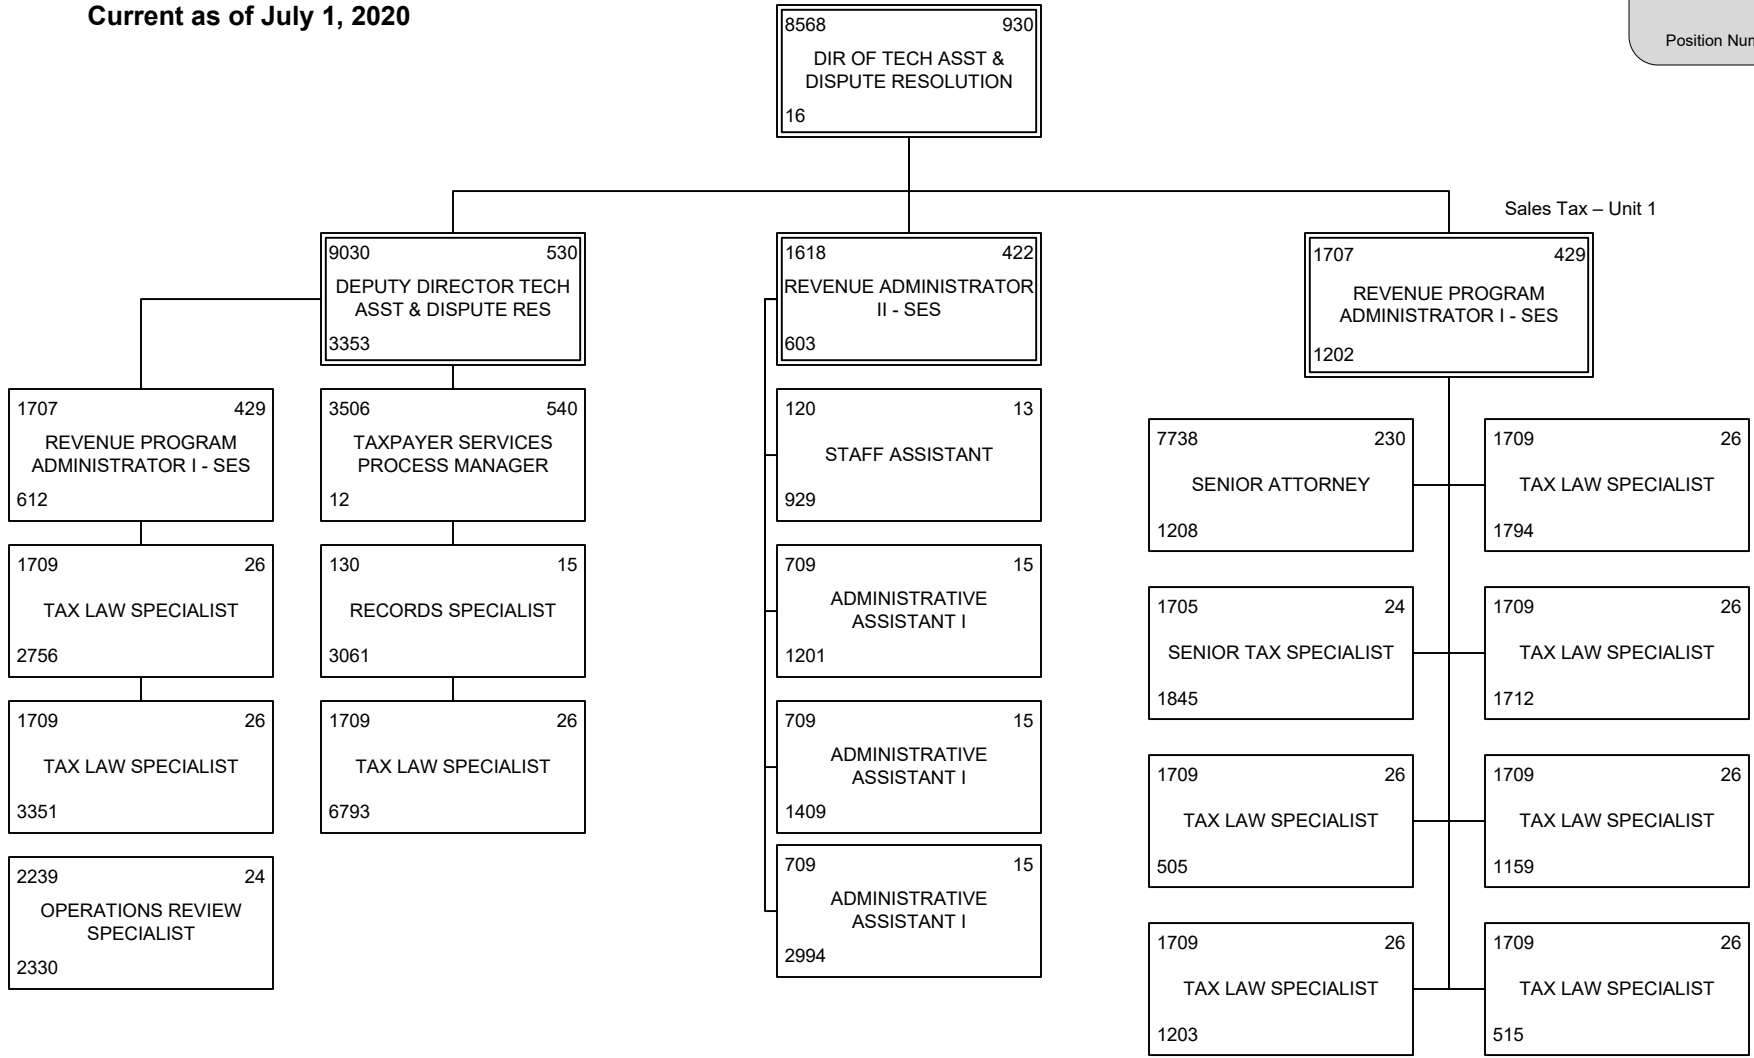 Current as of July 1, 2020
Position Num
8568 930
DIR OF TECH ASST &
DISPUTE RESOLUTION
16
Sales Tax – Unit 1
9030 530
DEPUTY DIRECTOR TECH
ASST & DISPUTE RES
3353
1618 422
REVENUE ADMINISTRATOR
II - SES
603
1707 429
REVENUE PROGRAM
ADMINISTRATOR I - SES
1202
1707 429
REVENUE PROGRAM
ADMINISTRATOR I - SES
612
1709 26
TAX LAW SPECIALIST
2756
1709 26
TAX LAW SPECIALIST
3351
2239 24
OPERATIONS REVIEW
SPECIALIST
2330
3506 540
TAXPAYER SERVICES
PROCESS MANAGER
12
130 15
RECORDS SPECIALIST
3061
1709 26
TAX LAW SPECIALIST
6793
120 13
STAFF ASSISTANT
929
709 15
ADMINISTRATIVE
ASSISTANT I
1201
709 15
ADMINISTRATIVE
ASSISTANT I
1409
709 15
ADMINISTRATIVE
ASSISTANT I
2994
7738 230
SENIOR ATTORNEY
1208
1709 26
TAX LAW SPECIALIST
1794
1705 24
SENIOR TAX SPECIALIST
1845
1709 26
TAX LAW SPECIALIST
1712
1709 26
TAX LAW SPECIALIST
505
1709 26
TAX LAW SPECIALIST
1159
1709 26
TAX LAW SPECIALIST
1203
1709 26
TAX LAW SPECIALIST
515